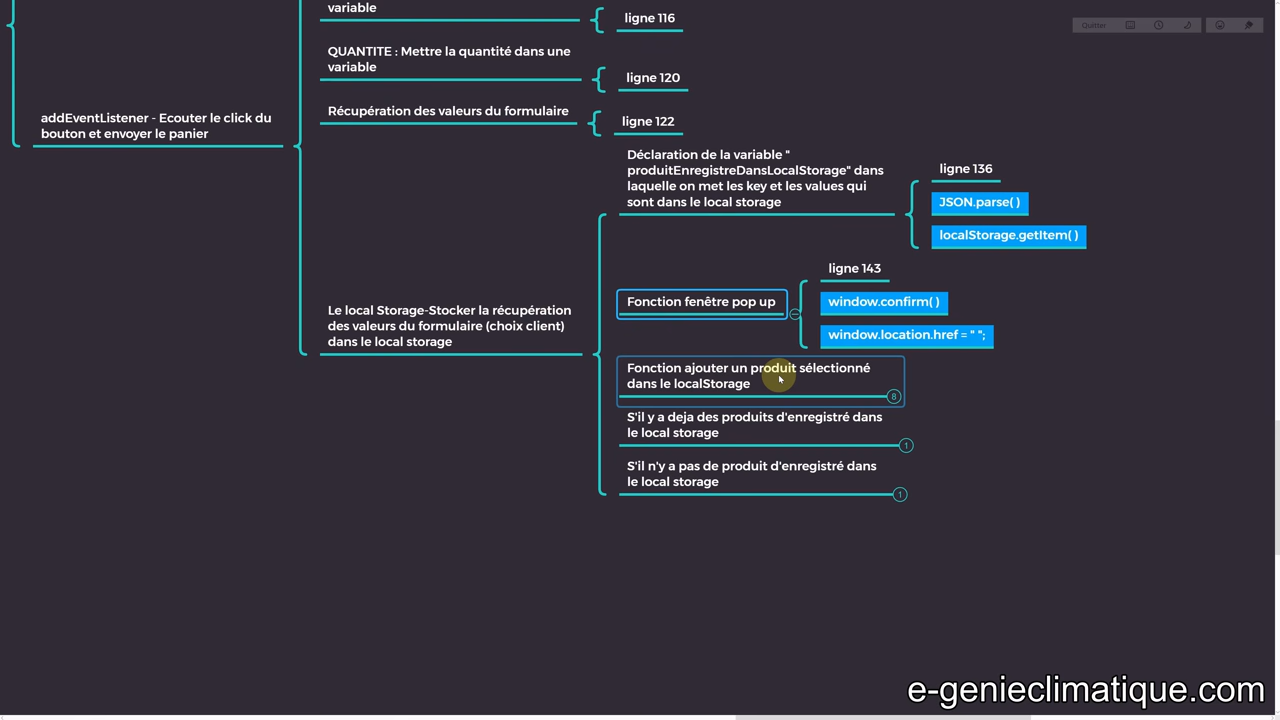 variable
ligne 116
Quitter
QUANTITE : Mettre la quantité dans une
variable
ligne 120
Récupération des valeurs du formulaire
ligne 122
addEventListener - Ecouter le click du
bouton et envoyer le panier
Déclaration de la variable "
produitEnregistreDansLocalStorage" dans
laquelle on met les key et les values qui
sont dans le local storage
ligne 136
JSON.parse( )
localStorage.getItem( )
Le local Storage-Stocker la récupération
des valeurs du formulaire (choix client)
dans le local storage
Fonction fenêtre pop up
ligne 143
window.confirm( )
window.location.href = " ";
Fonction ajouter un produit sélectionné
dans le localStorage
8
S'il y a deja des produits d'enregistré dans
le local storage
1
S'il n'y a pas de produit d'enregistré dans
le local storage
1
e-genieclimatique.com